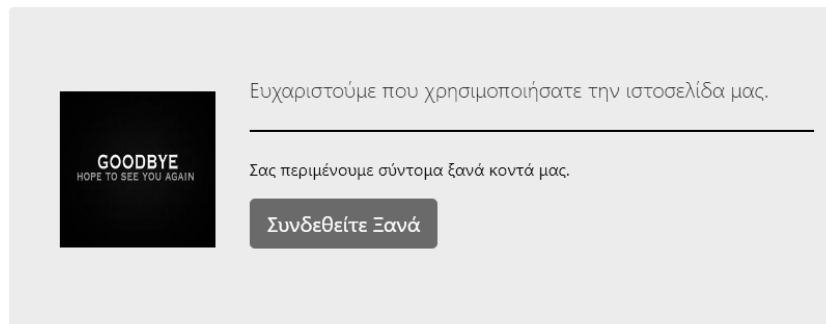 Ευχαριστούμε που χρησιμοποιήσατε την ιστοσελίδα μας.
GOODBYE
HOPE TO SEE YOU AGAIN
Σας περιμένουμε σύντομα ξανά κοντά μας.
Συνδεθείτε Ξανά